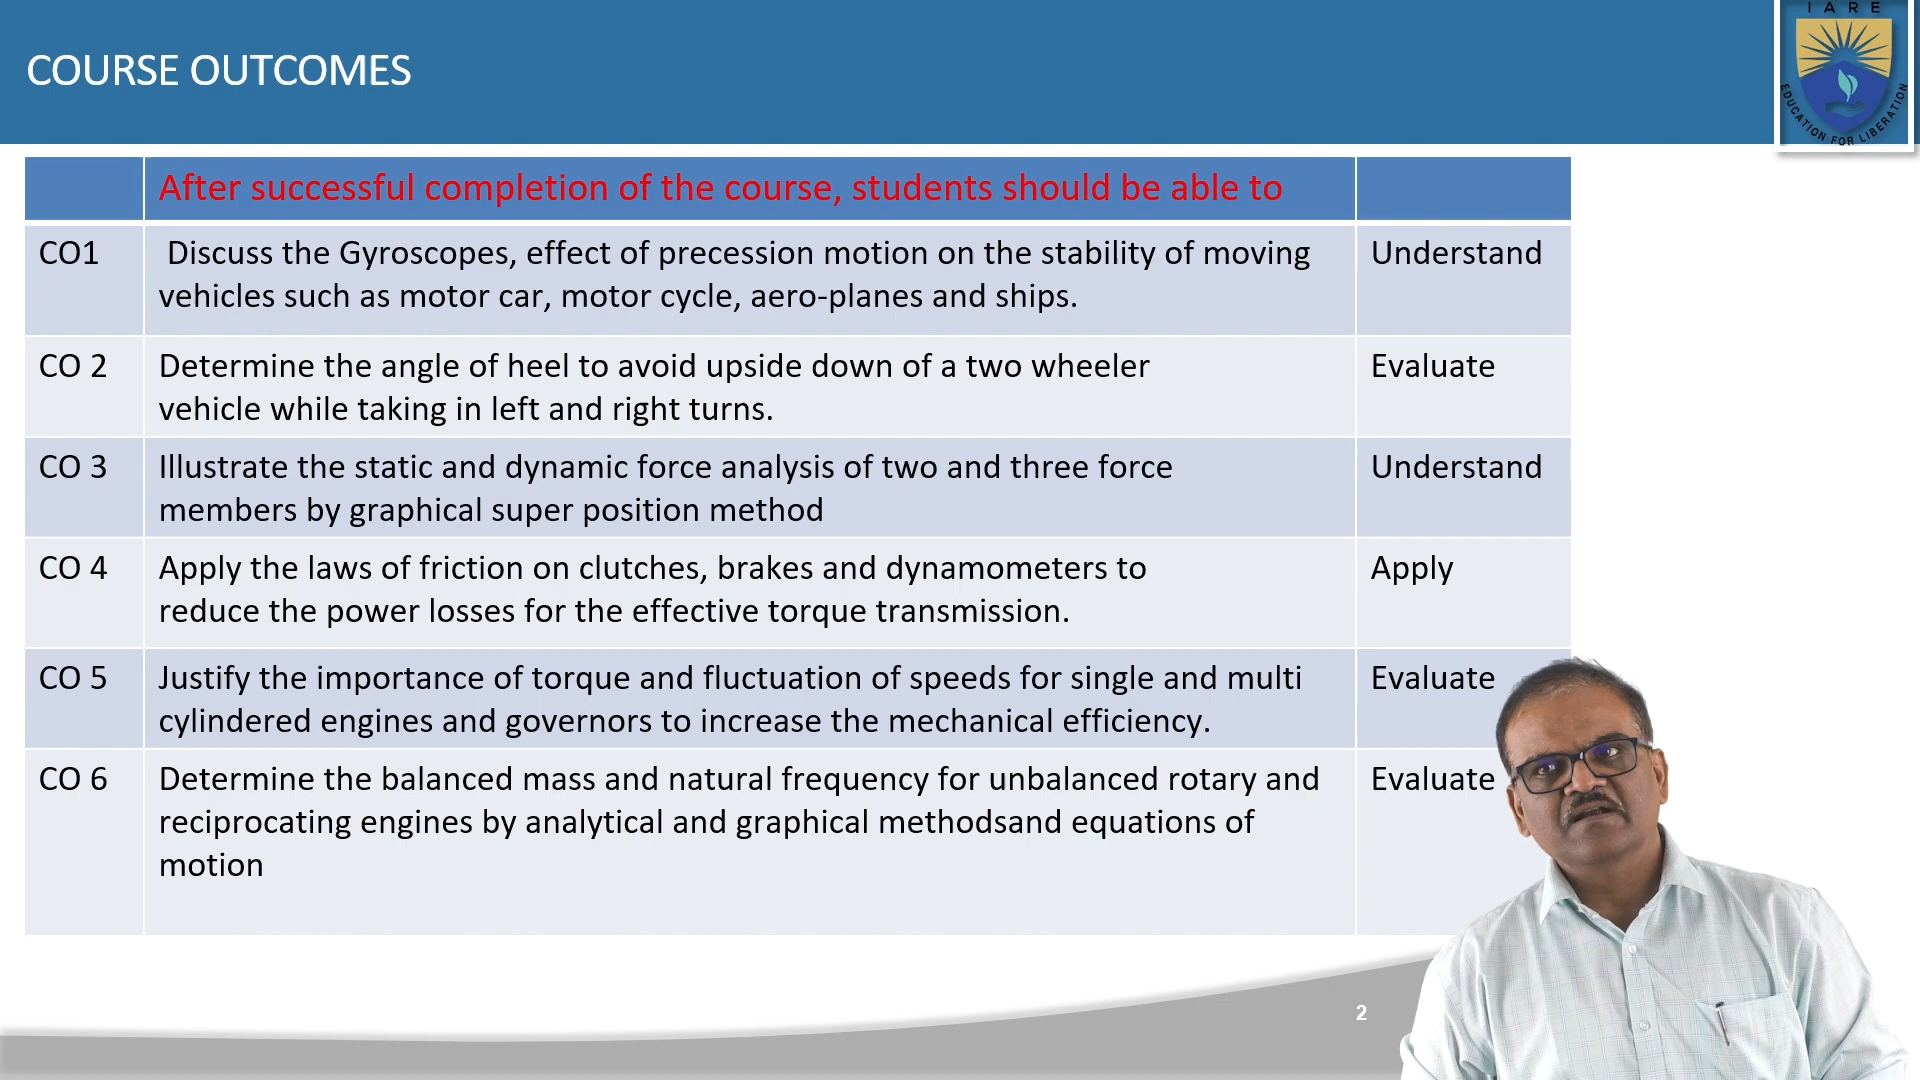 COURSE OUTCOMES
IARE
EDUCATION FOR LIBERATION
After successful completion of the course, students should be able to
CO1
Discuss the Gyroscopes, effect of precession motion on the stability of moving
vehicles such as motor car, motor cycle, aero-planes and ships.
Understand
CO 2
Determine the angle of heel to avoid upside down of a two wheeler
vehicle while taking in left and right turns.
Evaluate
CO 3
Illustrate the static and dynamic force analysis of two and three force
members by graphical super position method
Understand
CO 4
Apply the laws of friction on clutches, brakes and dynamometers to
reduce the power losses for the effective torque transmission.
Apply
CO 5
Justify the importance of torque and fluctuation of speeds for single and multi
cylindered engines and governors to increase the mechanical efficiency.
Evaluate
CO 6
Determine the balanced mass and natural frequency for unbalanced rotary and
reciprocating engines by analytical and graphical methodsand equations of
motion
Evaluate
2